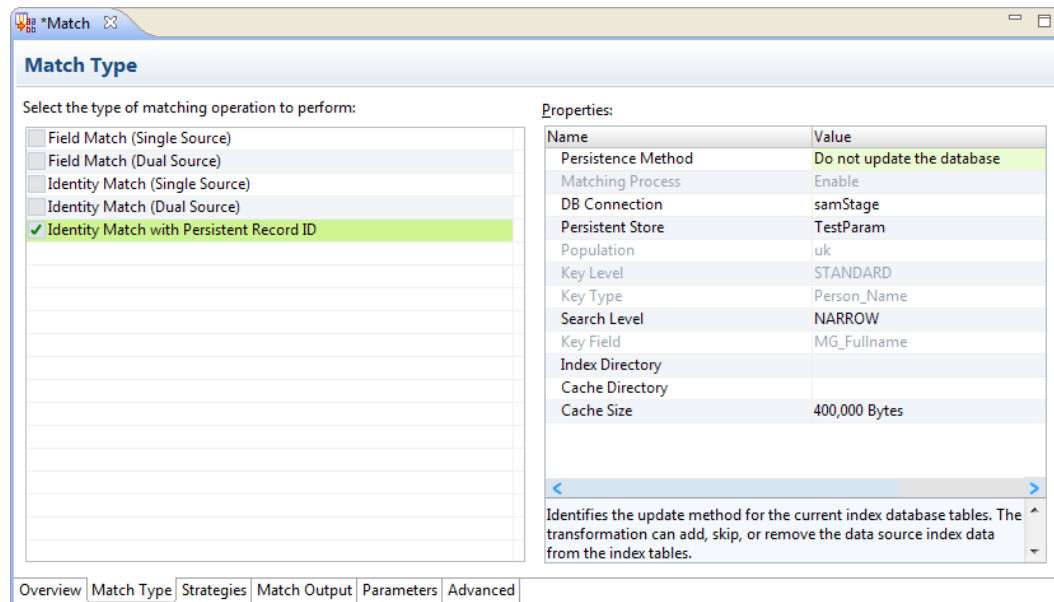 *Match
Match Type
Select the type of matching operation to perform:
Field Match (Single Source)
Field Match (Dual Source)
Identity Match (Single Source)
Identity Match (Dual Source)
Identity Match with Persistent Record ID
Properties:
Name Value
Persistence Method Do not update the database
Matching Process Enable
DB Connection samStage
Persistent Store TestParam
Population uk
Key Level STANDARD
Key Type Person_Name
Search Level NARROW
Key Field MG_Fullname
Index Directory
Cache Directory
Cache Size 400,000 Bytes
Identifies the update method for the current index database tables. The
transformation can add, skip, or remove the data source index data
from the index tables.
Overview Match Type Strategies Match Output Parameters Advanced